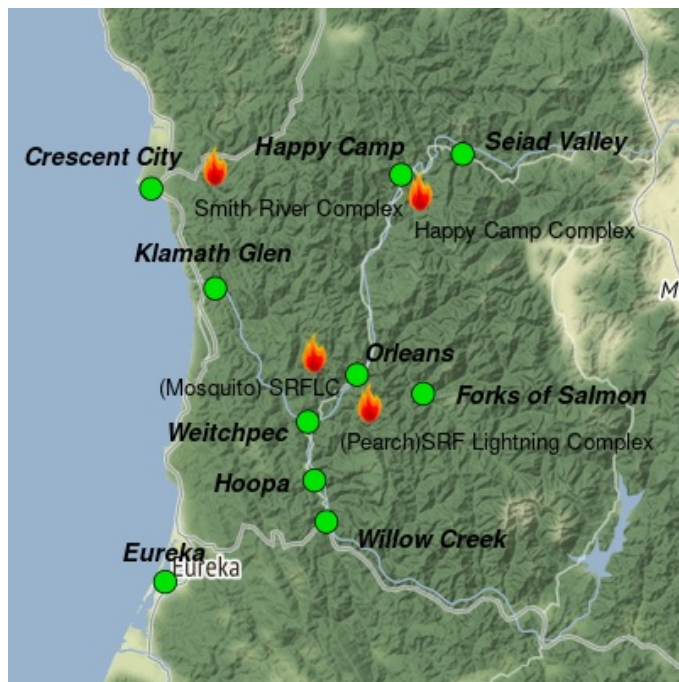 Happy Camp
Seiad Valley
Crescent City
Smith River Complex
Happy Camp Complex
Klamath Glen
M
Orleans
(Mosquito) SRFLC
Forks of Salmon
Weitchpec
(Pearch)SRF Lightning Complex
Hoopa
Willow Creek
Eureka
Eureka